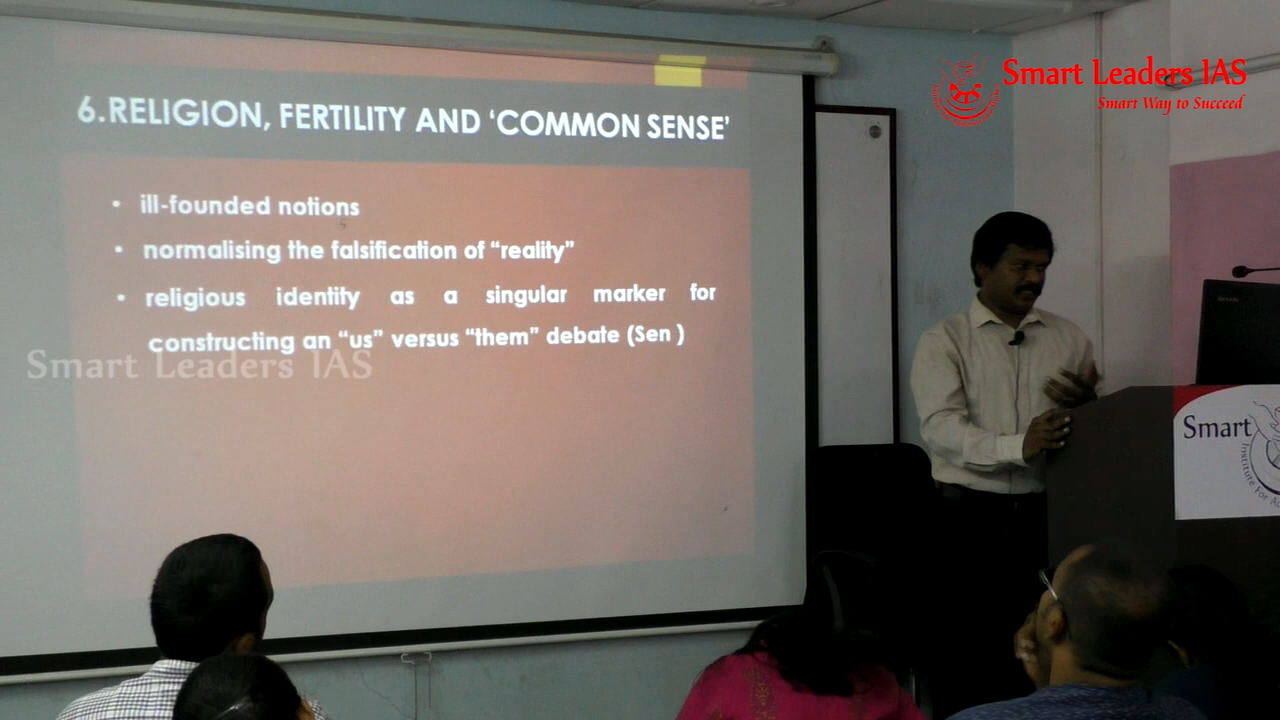 6.RELIGION, FERTILITY AND ‘COMMON SENSE’
• ill-founded notions
• normalising the falsification of “reality”
• religious identity as a singular marker for
constructing an “us” versus “them” debate (Sen )
Smart Leaders IAS
Smart Leaders IAS
Smart Way to Succeed
Smart
Institute For